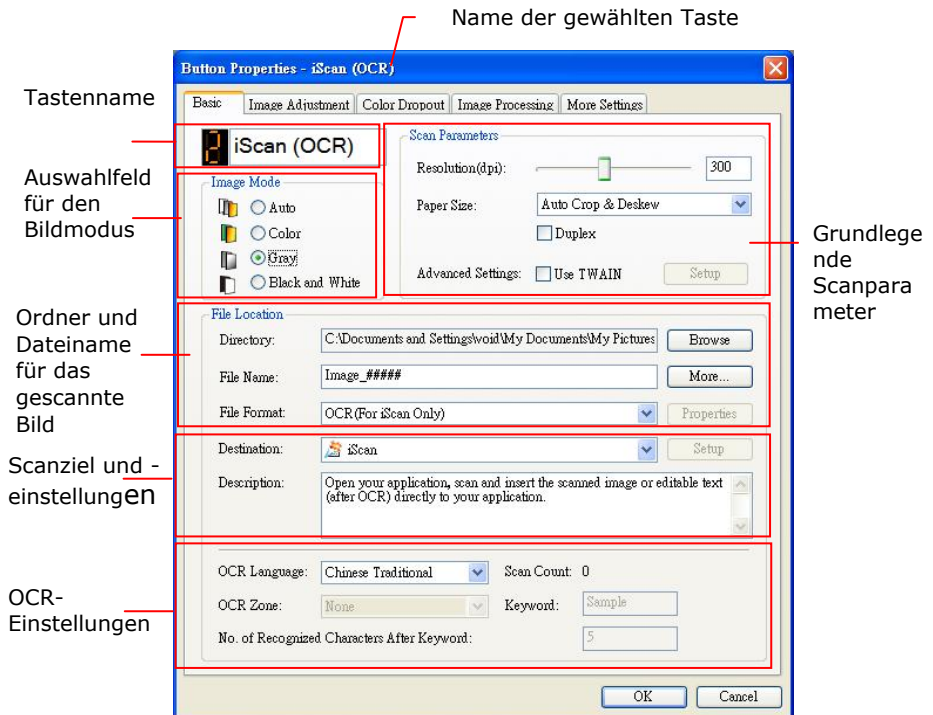 Name der gewählten Taste
Button Properties - iScan (OCR)
Tastenname
Basic Image Adjustment Color Dropout Image Processing More Settings
2 iScan (OCR)
Auswahlfeld
für den
Bildmodus
Image Mode
Auto
Color
Gray
Black and White
Scan Parameters
Resolution(dpi): 300
Paper Size: Auto Crop & Deskew
Duplex
Advanced Settings: Use TWAIN Setup
Grundlege
nde
Scanpara
meter
Ordner und
Dateiname
für das
gescannte
Bild
File Location
Directory: C:\Documents and Settings\void\My Documents\My Pictures Browse
File Name: Image_##### More...
File Format: OCR(For iScan Only) Properties
Scanziel und -
einstellungen
Destination: iScan Setup
Description: Open your application, scan and insert the scanned image or editable text
(after OCR) directly to your application.
OCR-
Einstellungen
OCR Language: Chinese Traditional Scan Count: 0
OCR Zone: None Keyword: Sample
No. of Recognized Characters After Keyword: 5
OK Cancel